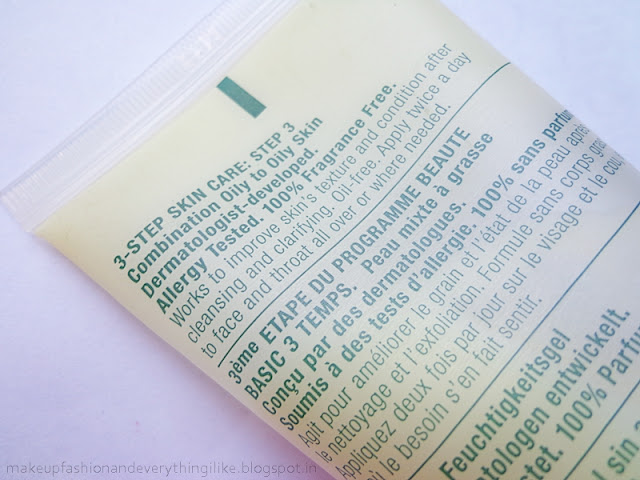 3-STEP SKIN CARE: STEP 3
Combination Oily to Oily Skin
Dermatologist-developed.
Allergy Tested. 100% Fragrance Free.
Works to improve skin's texture and condition after
cleansing and clarifying. Oil-free. Apply twice a day
to face and throat all over or where needed.
3ème ETAPE DU PROGRAMME BEAUTE
BASIC 3 TEMPS. Peau mixte à grasse
Conçu par des dermatologues.
Soumis à des tests d'allergie. 100% sans parfum
Agit pour améliorer le grain et l'état de la peau après
le nettoyage et l'exfoliation. Formule sans corps gras
Appliquez deux fois par jour sur le visage et le cou
où le besoin s'en fait sentir.
Feuchtigkeitsgel
entwickelt.
100% Parfu
sin
makeupfashionandeverythingilike.blogspot.in